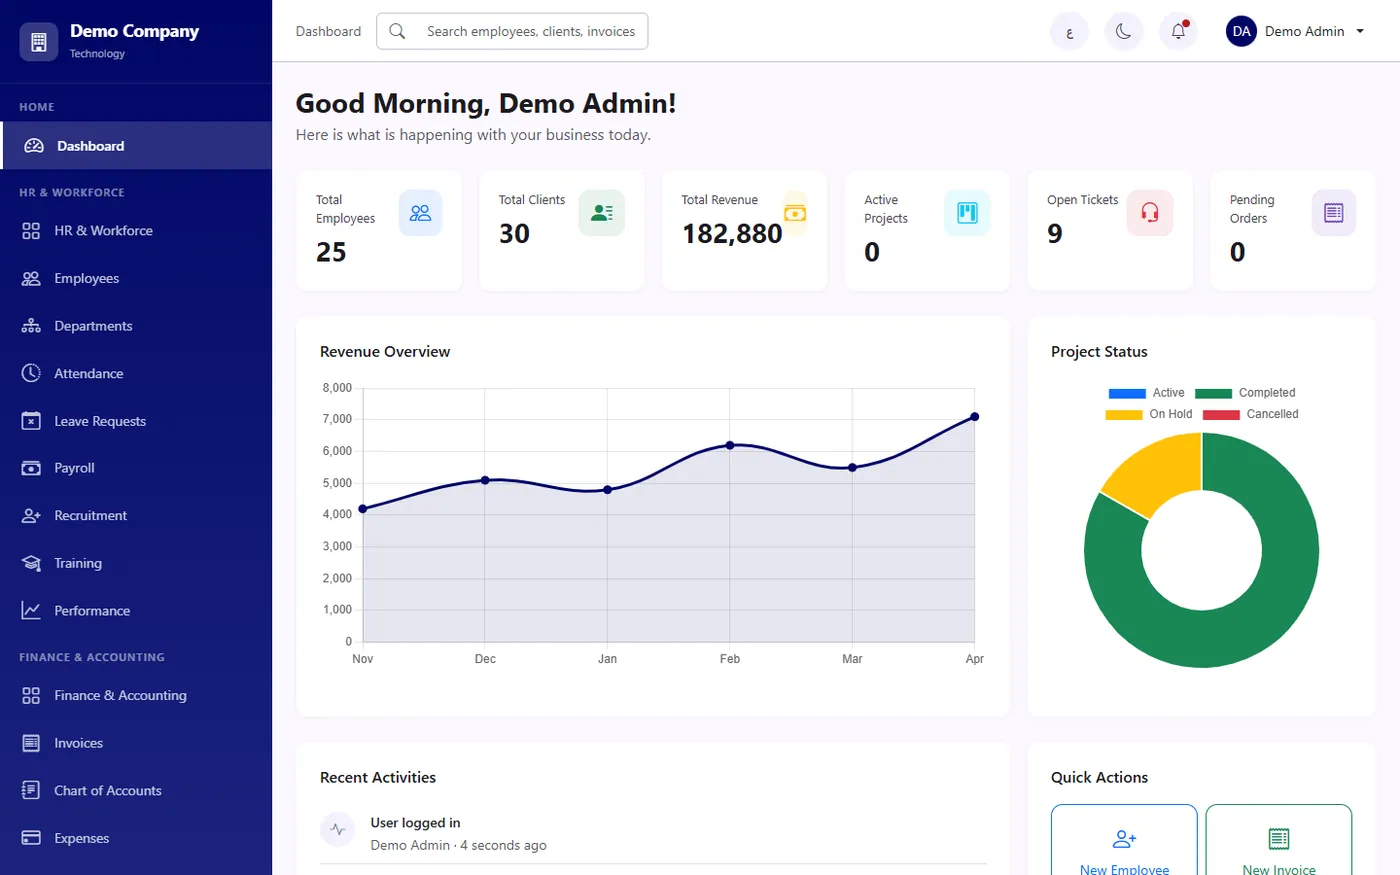 Demo Company
Technology
HOME
Dashboard
HR & WORKFORCE
HR & Workforce
Employees
Departments
Attendance
Leave Requests
Payroll
Recruitment
Training
Performance
FINANCE & ACCOUNTING
Finance & Accounting
Invoices
Chart of Accounts
Expenses
Dashboard
Search employees, clients, invoices
ع
DA
Demo Admin
Good Morning, Demo Admin!
Here is what is happening with your business today.
Total
Employees
25
Total Clients
30
Total Revenue
182,880
Active
Projects
0
Open Tickets
9
Pending
Orders
0
Revenue Overview
8,000
7,000
6,000
5,000
4,000
3,000
2,000
1,000
0
Nov Dec Jan Feb Mar Apr
Project Status
Active Completed
On Hold Cancelled
Recent Activities
User logged in
Demo Admin · 4 seconds ago
Quick Actions
New Employee
New Invoice